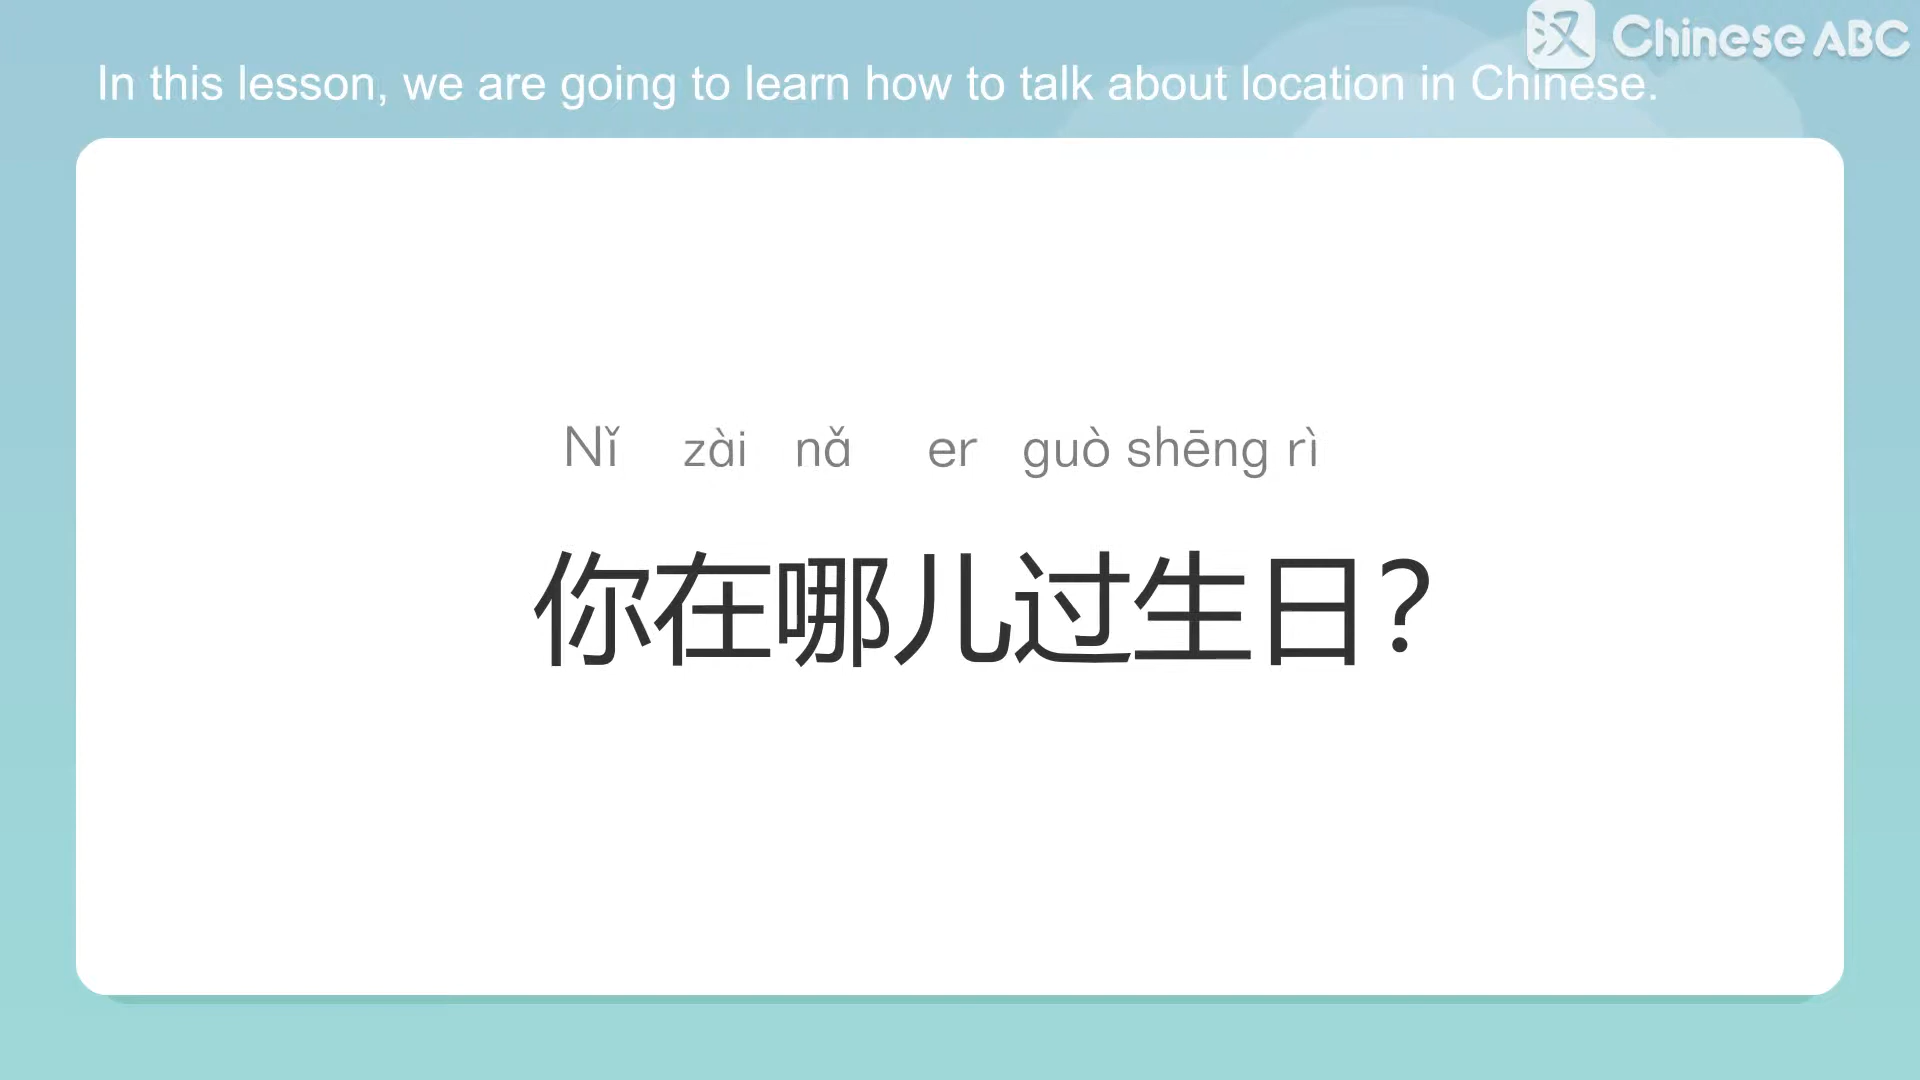 汉 Chinese ABC
In this lesson, we are going to learn how to talk about location in Chinese.
Nǐ zài nǎ er guò shēng rì
你在哪儿过生日?